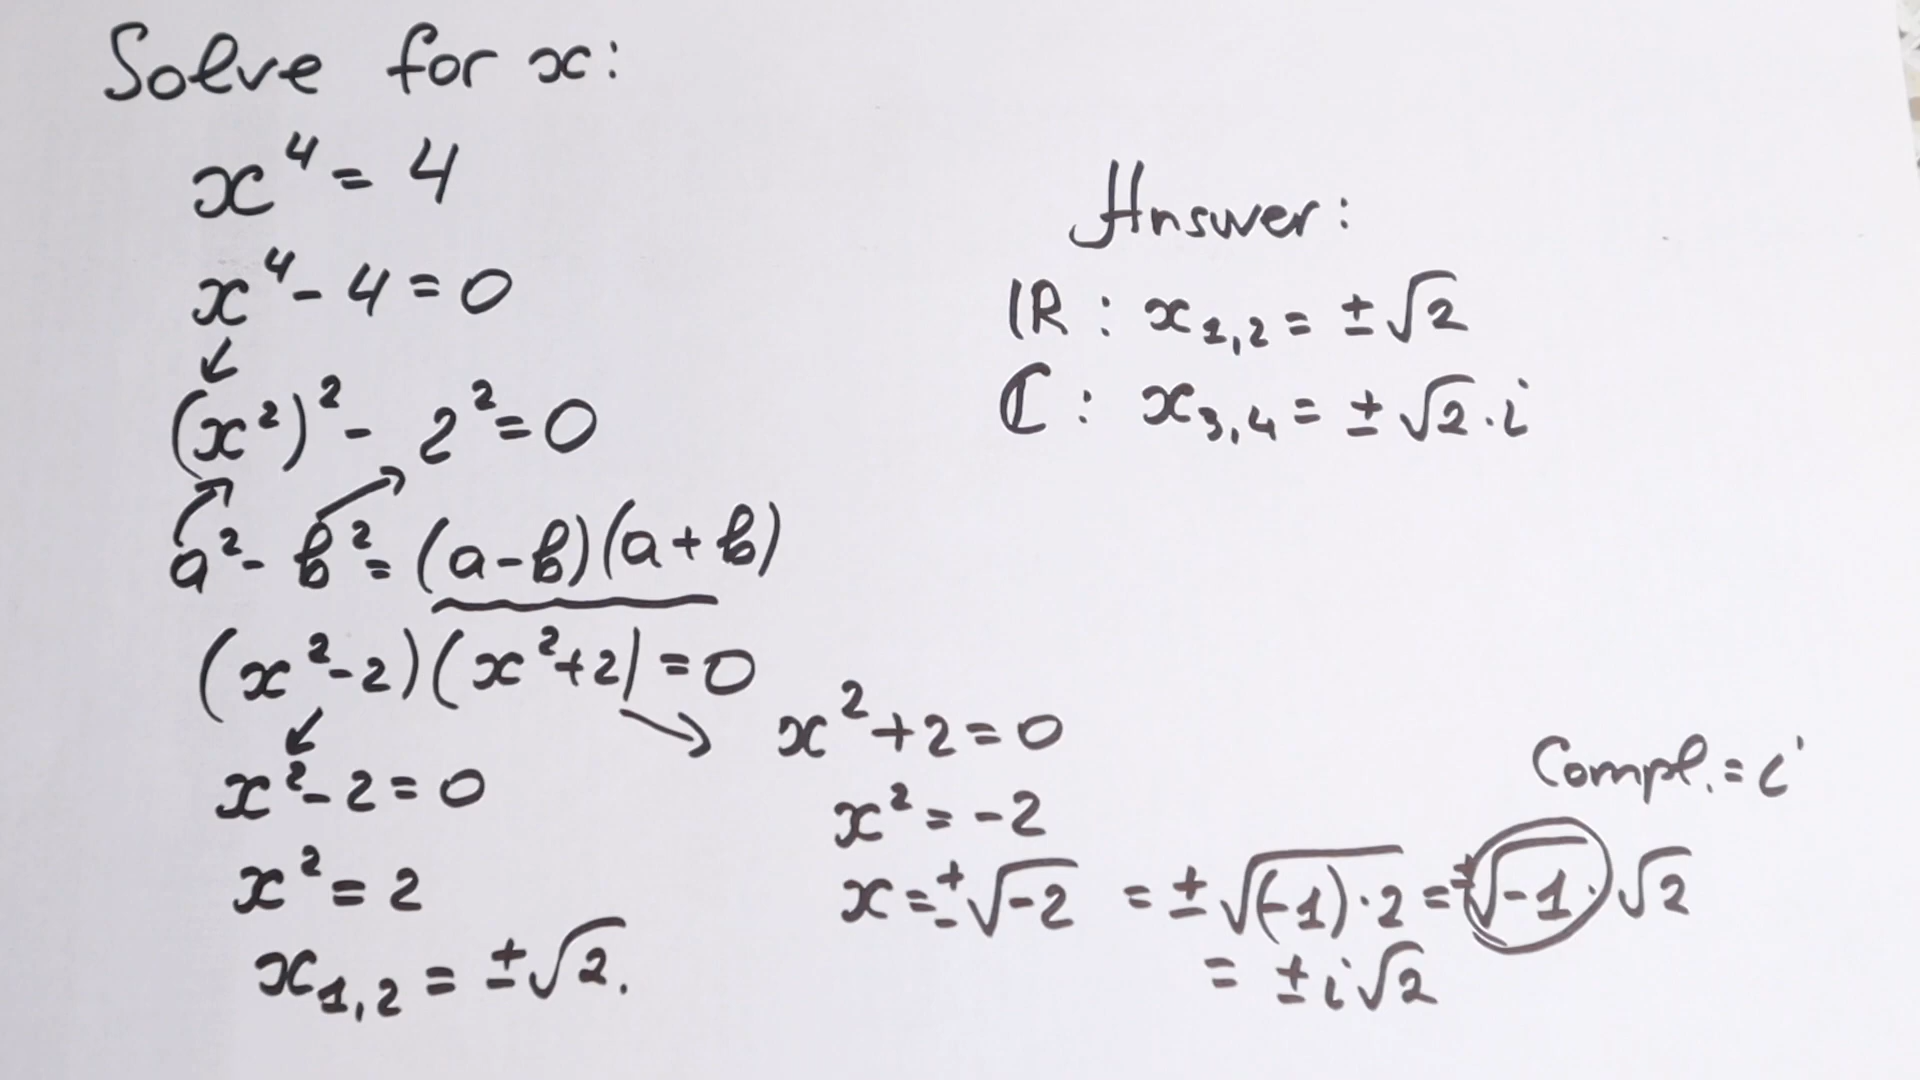 Solve for x:
x⁴ = 4
x⁴ - 4 = 0
(x²)² - 2² = 0
a² - b² = (a-b)(a+b)
(x²-2)(x²+2) = 0
x² - 2 = 0
x² = 2
x₁,₂ = ±√2.
x² + 2 = 0
x² = -2
x = ±√-2 = ±√(-1)·2 = ±√-1·√2
= ±i√2
Compl. = i
Answer:
ℝ: x₁,₂ = ±√2
ℂ: x₃,₄ = ±√2·i